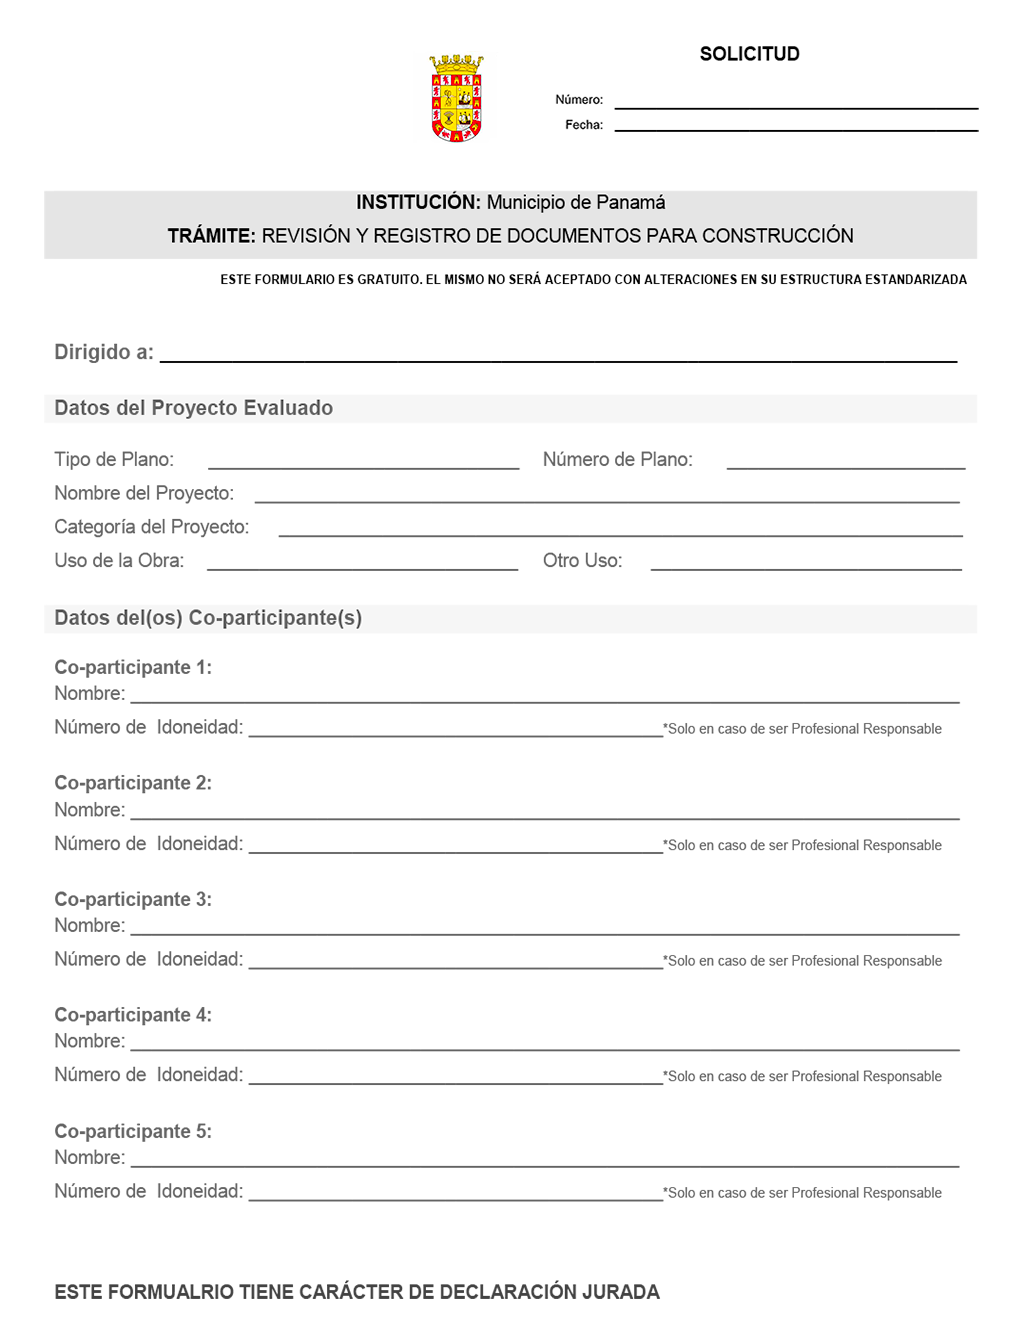 SOLICITUD
Número:
Fecha:
INSTITUCIÓN: Municipio de Panamá
TRÁMITE: REVISIÓN Y REGISTRO DE DOCUMENTOS PARA CONSTRUCCIÓN
ESTE FORMULARIO ES GRATUITO. EL MISMO NO SERÁ ACEPTADO CON ALTERACIONES EN SU ESTRUCTURA ESTANDARIZADA
Dirigido a:
Datos del Proyecto Evaluado
Tipo de Plano: Número de Plano:
Nombre del Proyecto:
Categoría del Proyecto:
Uso de la Obra: Otro Uso:
Datos del(os) Co-participante(s)
Co-participante 1:
Nombre:
Número de Idoneidad: *Solo en caso de ser Profesional Responsable
Co-participante 2:
Nombre:
Número de Idoneidad: *Solo en caso de ser Profesional Responsable
Co-participante 3:
Nombre:
Número de Idoneidad: *Solo en caso de ser Profesional Responsable
Co-participante 4:
Nombre:
Número de Idoneidad: *Solo en caso de ser Profesional Responsable
Co-participante 5:
Nombre:
Número de Idoneidad: *Solo en caso de ser Profesional Responsable
ESTE FORMUALRIO TIENE CARÁCTER DE DECLARACIÓN JURADA